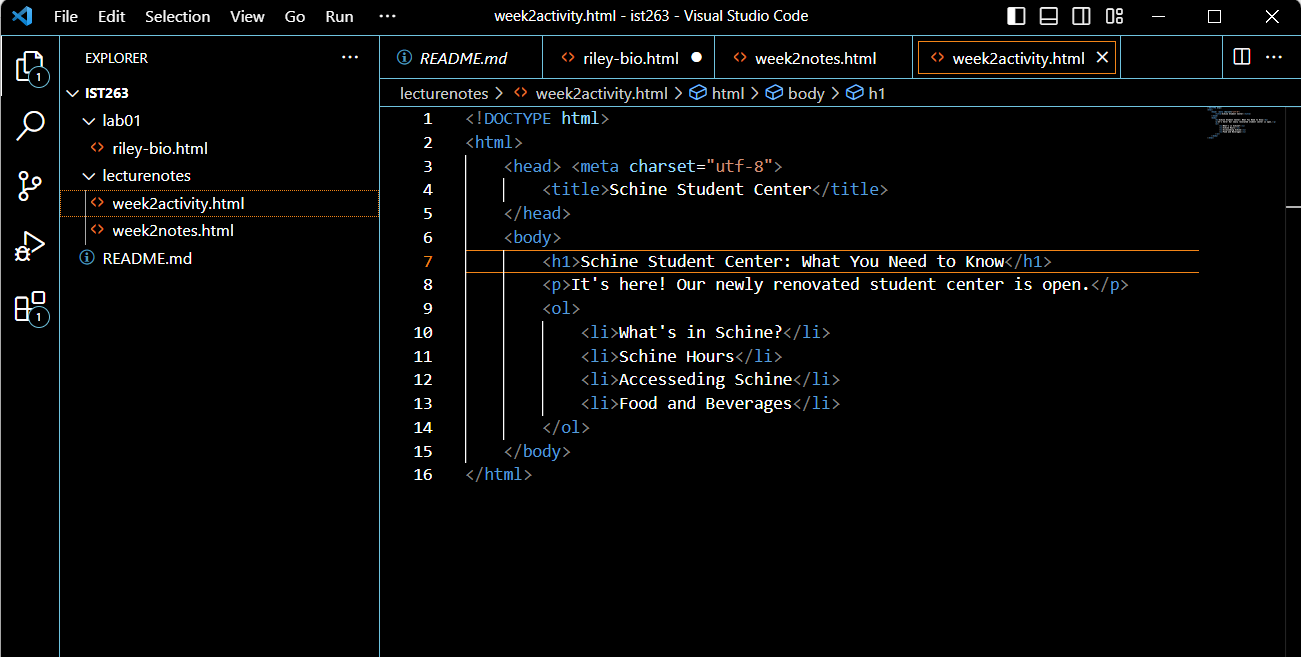 File Edit Selection View Go Run ··· week2activity.html - ist263 - Visual Studio Code
EXPLORER ···
IST263
lab01
riley-bio.html
lecturenotes
week2activity.html
week2notes.html
README.md
1
1
README.md riley-bio.html week2notes.html week2activity.html
lecturenotes > week2activity.html > html > body > h1
1 <!DOCTYPE html>
2 <html>
3 <head> <meta charset="utf-8">
4 <title>Schine Student Center</title>
5 </head>
6 <body>
7 <h1>Schine Student Center: What You Need to Know</h1>
8 <p>It's here! Our newly renovated student center is open.</p>
9 <ol>
10 <li>What's in Schine?</li>
11 <li>Schine Hours</li>
12 <li>Accesseding Schine</li>
13 <li>Food and Beverages</li>
14 </ol>
15 </body>
16 </html>